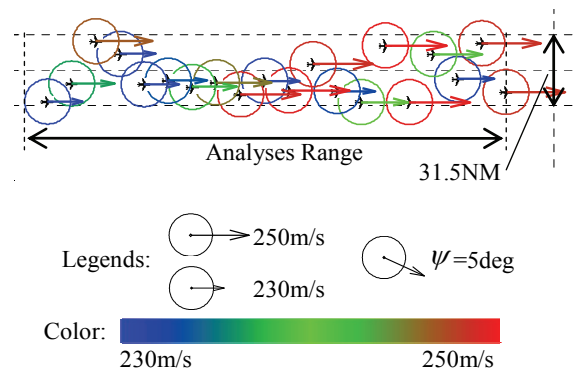 Analyses Range
31.5NM
Legends:
250m/s
230m/s
ψ=5deg
Color:
230m/s
250m/s